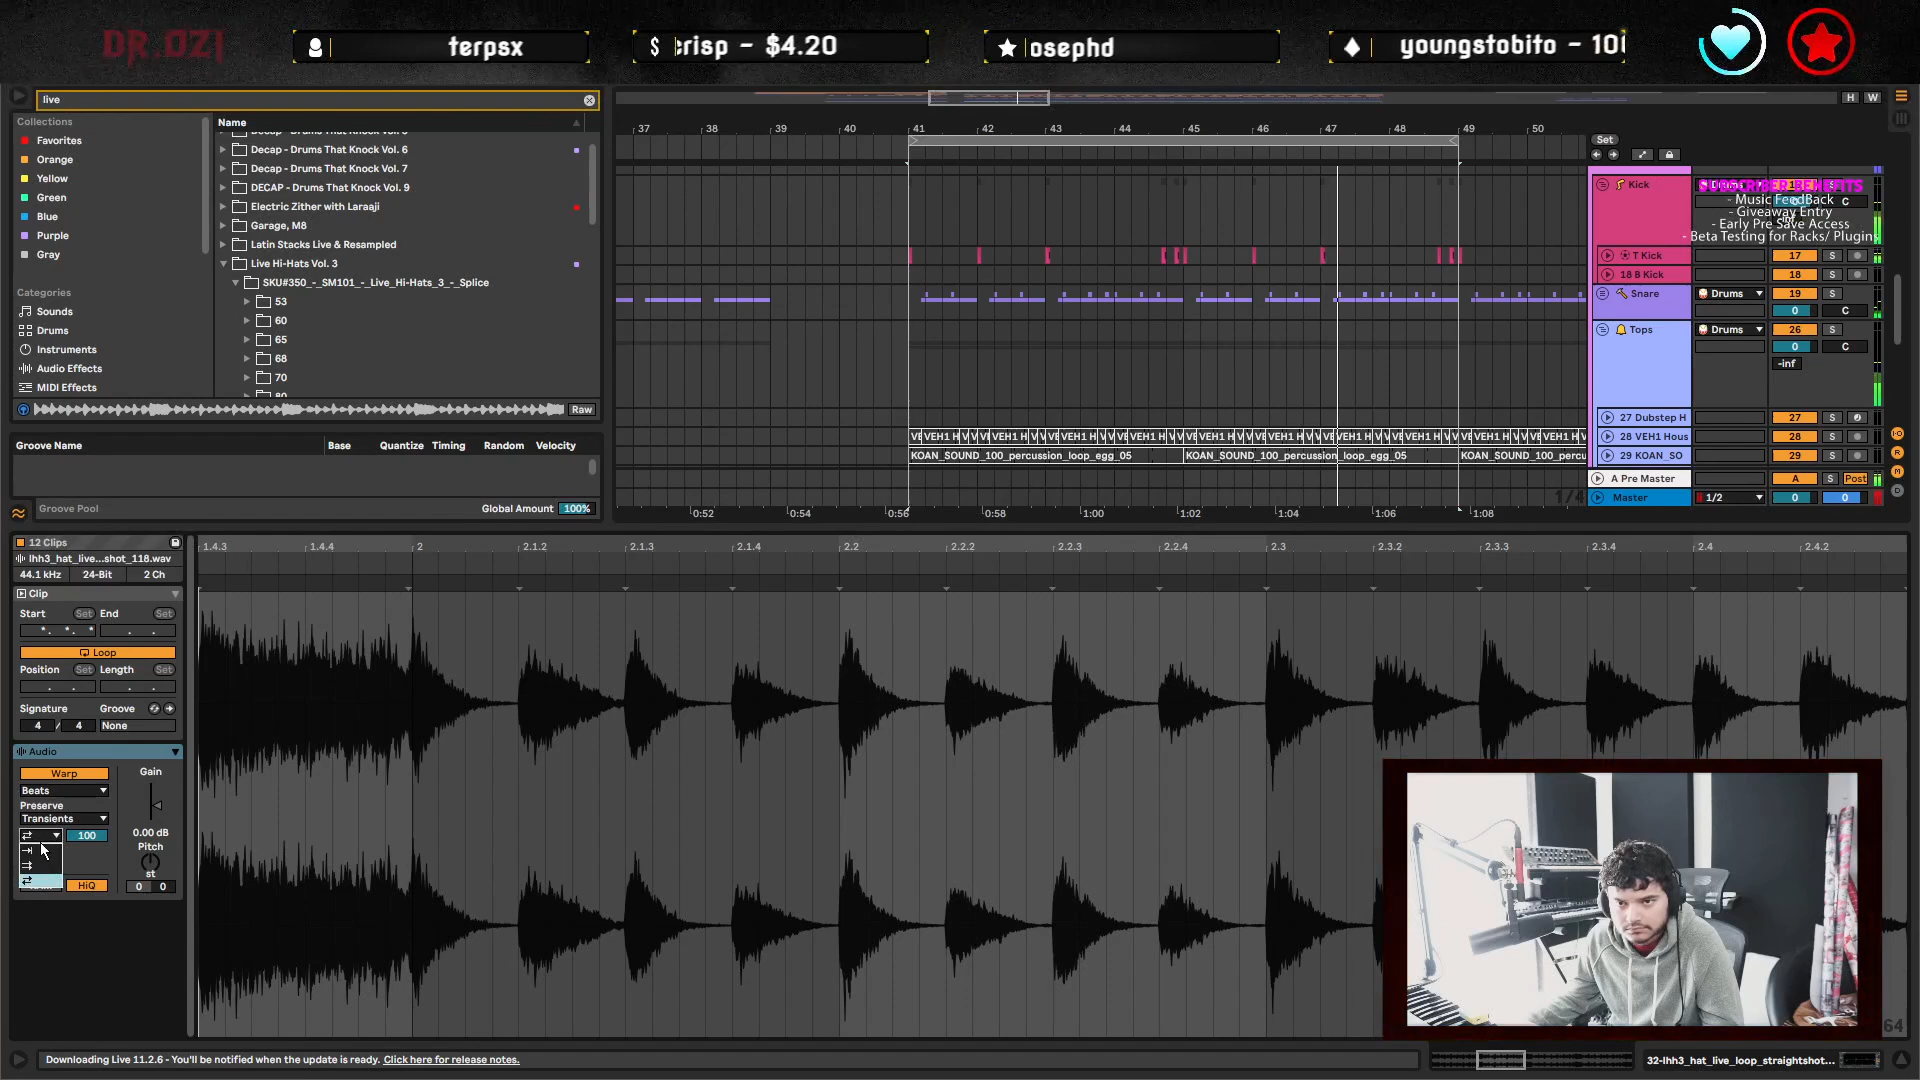 DR.OZI
terpsx
$ crisp - $4.20
osephd
youngstobito - 10
live
H W
Collections
Favorites
Orange
Yellow
Green
Blue
Purple
Gray
Categories
Sounds
Drums
Instruments
Audio Effects
MIDI Effects
Name
Decap - Drums That Knock Vol. 6
Decap - Drums That Knock Vol. 7
DECAP - Drums That Knock Vol. 9
Electric Zither with Laraaji
Garage, M8
Latin Stacks Live & Resampled
Live Hi-Hats Vol. 3
SKU#350_-_SM101_-_Live_Hi-Hats_3_-_Splice
53
60
65
68
70
80
Raw
Groove Name Base Quantize Timing Random Velocity
Groove Pool Global Amount 100%
37 38 39 40 41 42 43 44 45 46 47 48 49 50
Set
Kick Drums S
SUBSCRIBER BENEFITS
- Music FeedBack
- Giveaway Entry
- Early Pre Save Access
- Beta Testing for Racks/ Plugins
T Kick 17 S
18 B Kick 18 S
Snare Drums 19 S
0 C
Tops Drums 26 S
0 C
-inf
27 Dubstep H 27 S
28 VEH1 Hous 28 S
29 KOAN_SO 29 S
A Pre Master A S Post
Master 1/2 0 0
KOAN_SOUND_100_percussion_loop_egg_05 KOAN_SOUND_100_percussion_loop_egg_05 KOAN_SOUND_100_percu
1/4
0:52 0:54 0:56 0:58 1:00 1:02 1:04 1:06 1:08
12 Clips
lhh3_hat_live...shot_118.wav
44.1 kHz 24-Bit 2 Ch
Clip
Start Set End Set
Loop
Position Set Length Set
Signature Groove
4 / 4 None
Audio
Warp Gain
Beats
Preserve
Transients
100 0.00 dB
Pitch
st
HiQ 0 0
1.4.3 1.4.4 2 2.1.2 2.1.3 2.1.4 2.2 2.2.2 2.2.3 2.2.4 2.3 2.3.2 2.3.3 2.3.4 2.4 2.4.2
64
Downloading Live 11.2.6 - You'll be notified when the update is ready. Click here for release notes.
32-lhh3_hat_live_loop_straightshot...